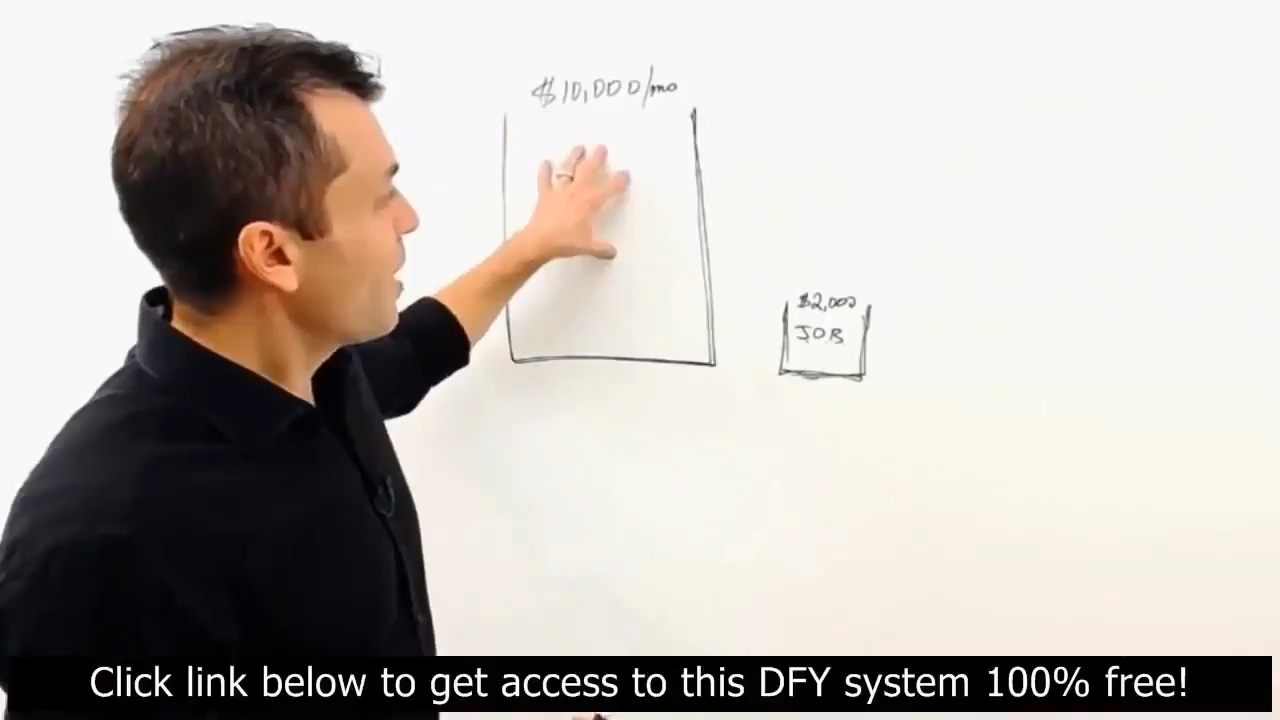 $10,000/mo
$2,000
JOB
Click link below to get access to this DFY system 100% free!